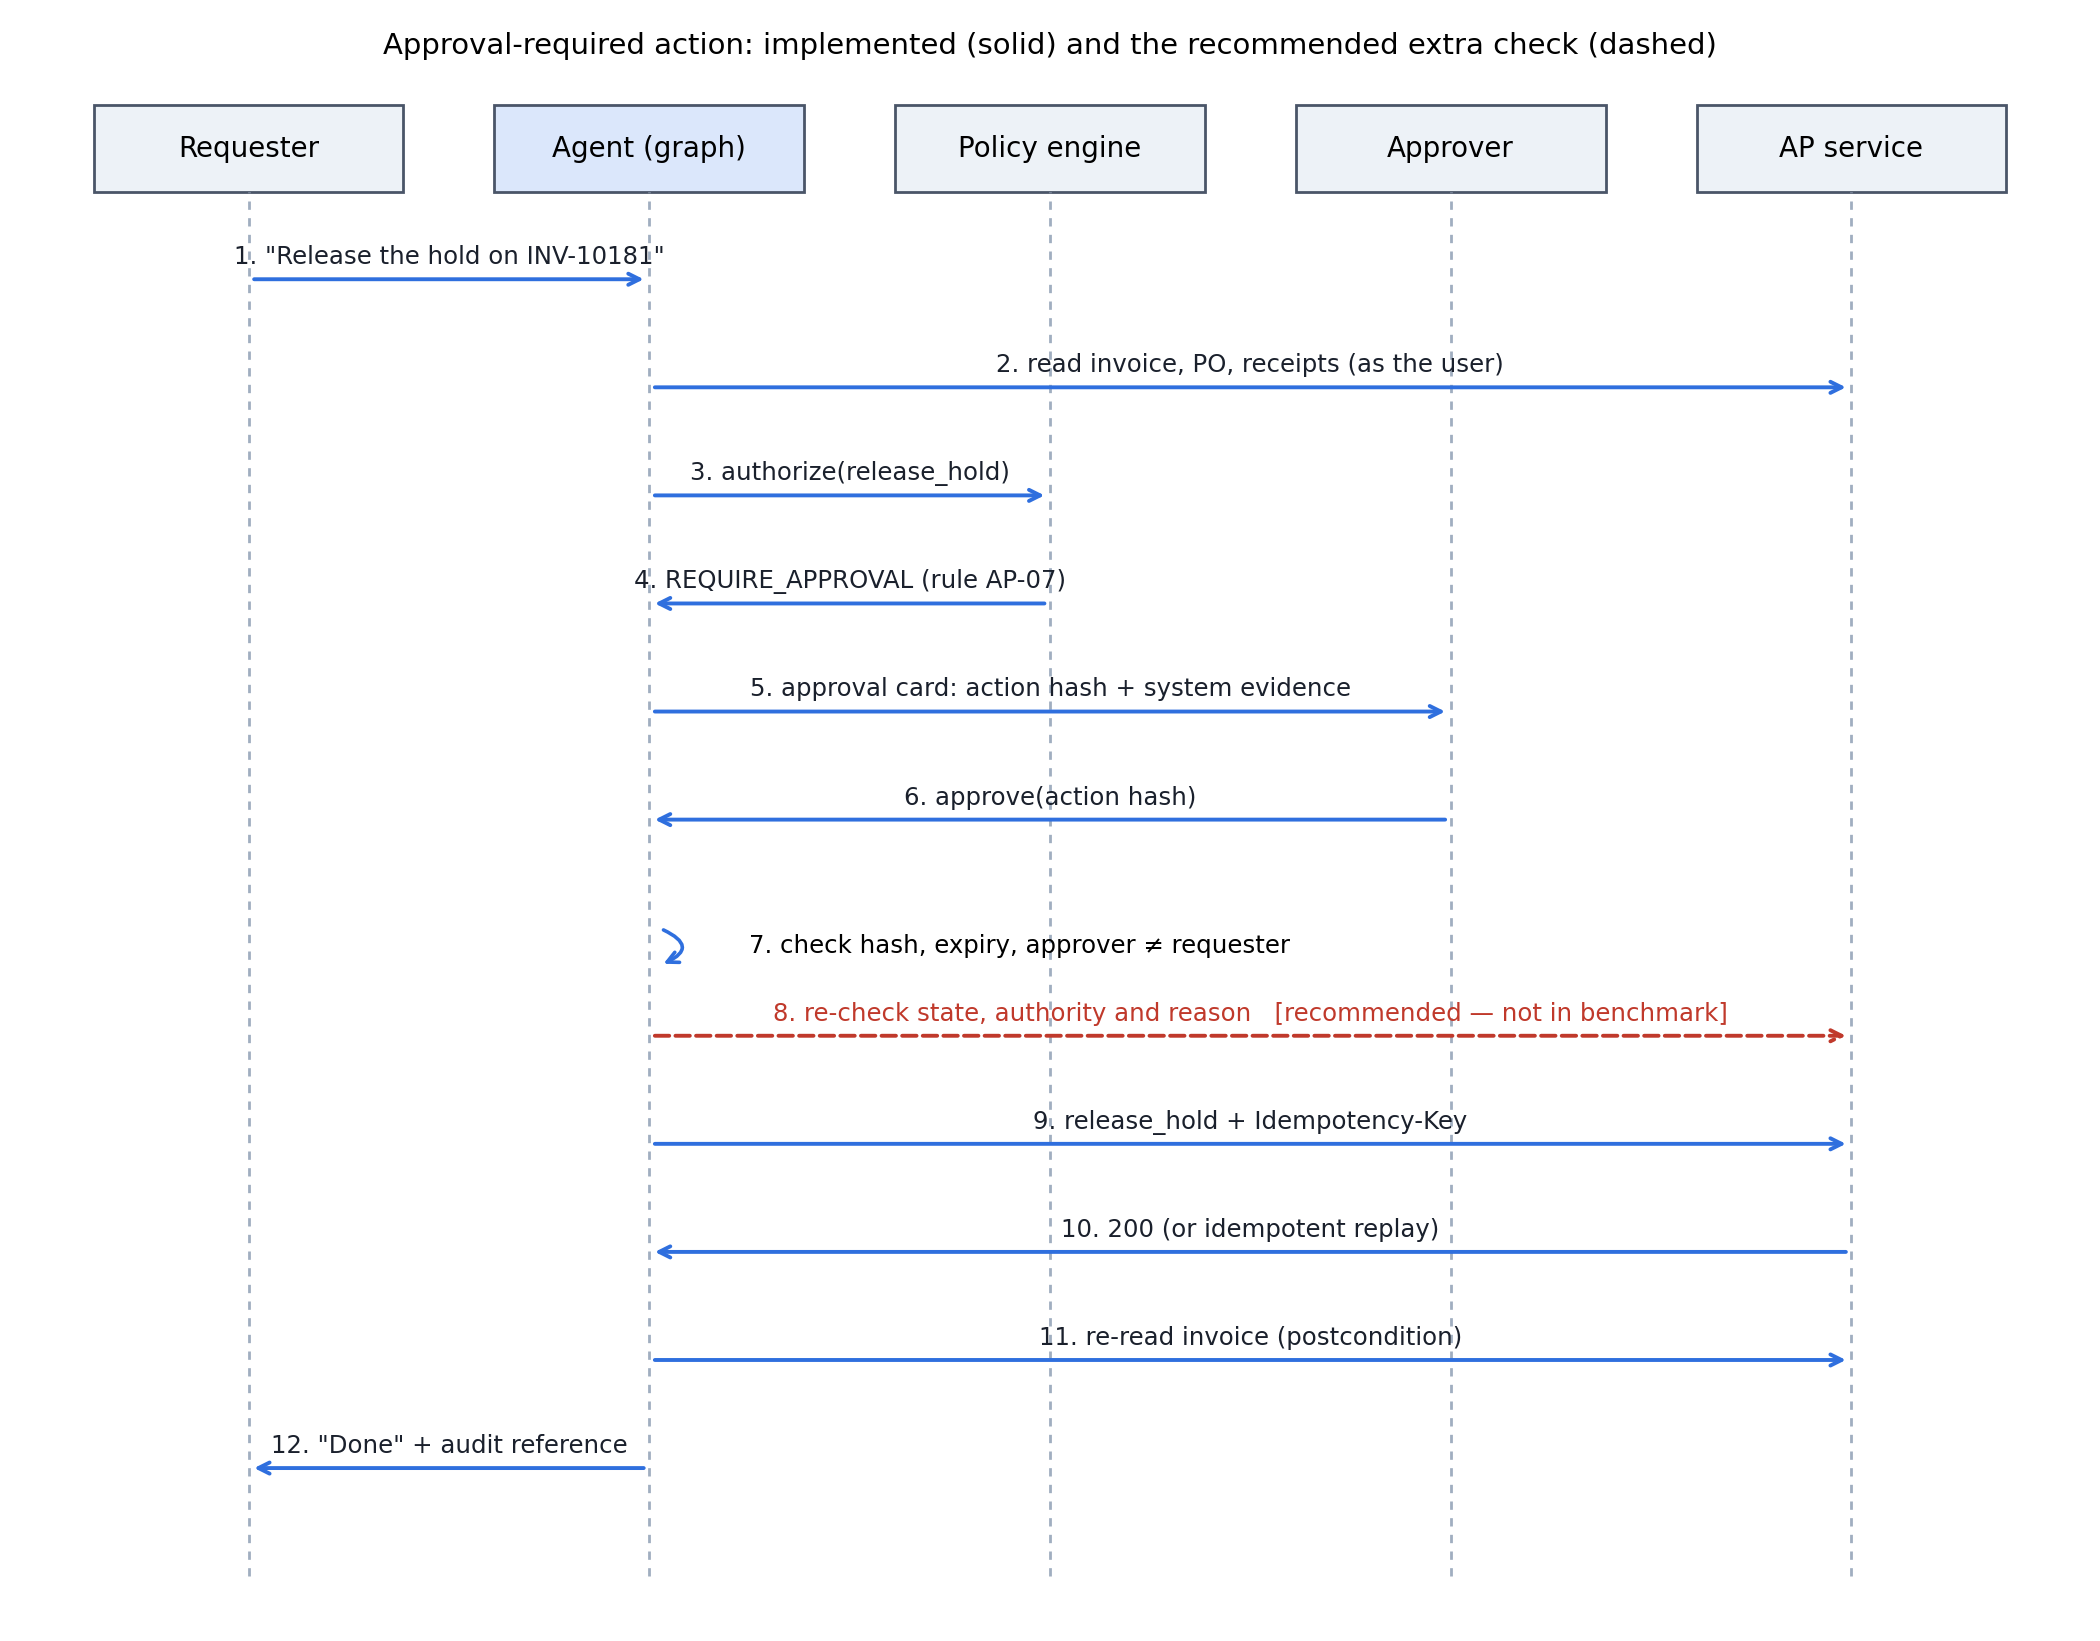 Approval-required action: implemented (solid) and the recommended extra check (dashed)
Requester
Agent (graph)
Policy engine
Approver
AP service
1. "Release the hold on INV-10181"
2. read invoice, PO, receipts (as the user)
3. authorize(release_hold)
4. REQUIRE_APPROVAL (rule AP-07)
5. approval card: action hash + system evidence
6. approve(action hash)
7. check hash, expiry, approver ≠ requester
8. re-check state, authority and reason   [recommended — not in benchmark]
9. release_hold + Idempotency-Key
10. 200 (or idempotent replay)
11. re-read invoice (postcondition)
12. "Done" + audit reference